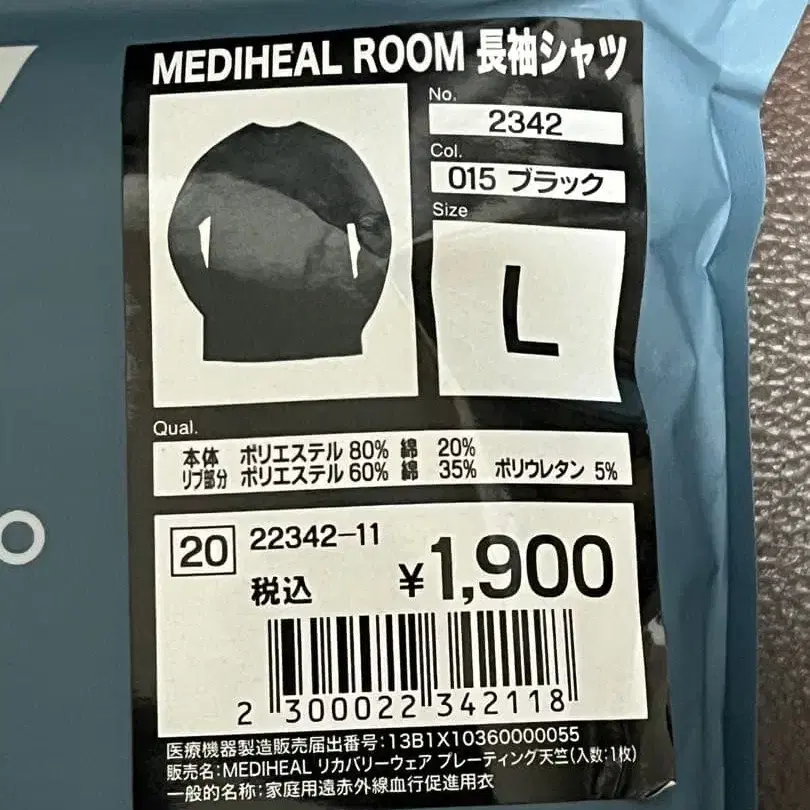 MEDIHEAL ROOM 長袖シャツ
No.
2342
Col.
015 ブラック
Size
L
Qual.
本体 ポリエステル 80% 綿 20%
リブ部分 ポリエステル 60% 綿 35% ポリウレタン 5%
20 22342-11
税込 ¥1,900
2 300022 342118
医療機器製造販売届出番号:13B1X10360000055
販売名:MEDIHEAL リカバリーウェア プレーティング天竺(入数:1枚)
一般的名称:家庭用遠赤外線血行促進用衣